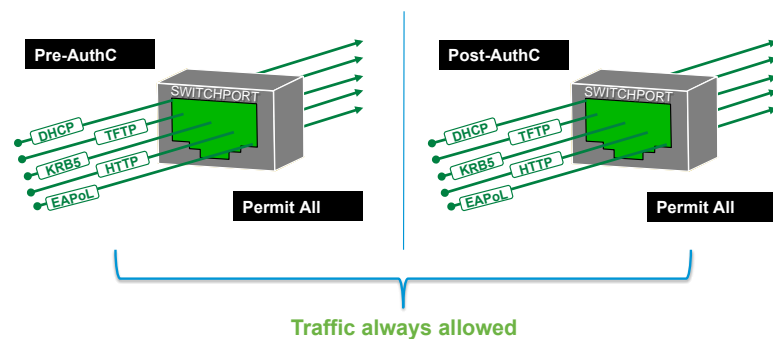 Pre-AuthC
SWITCHPORT
DHCP
TFTP
KRB5
HTTP
EAPoL
Permit All
Post-AuthC
SWITCHPORT
DHCP
TFTP
KRB5
HTTP
EAPoL
Permit All
Traffic always allowed